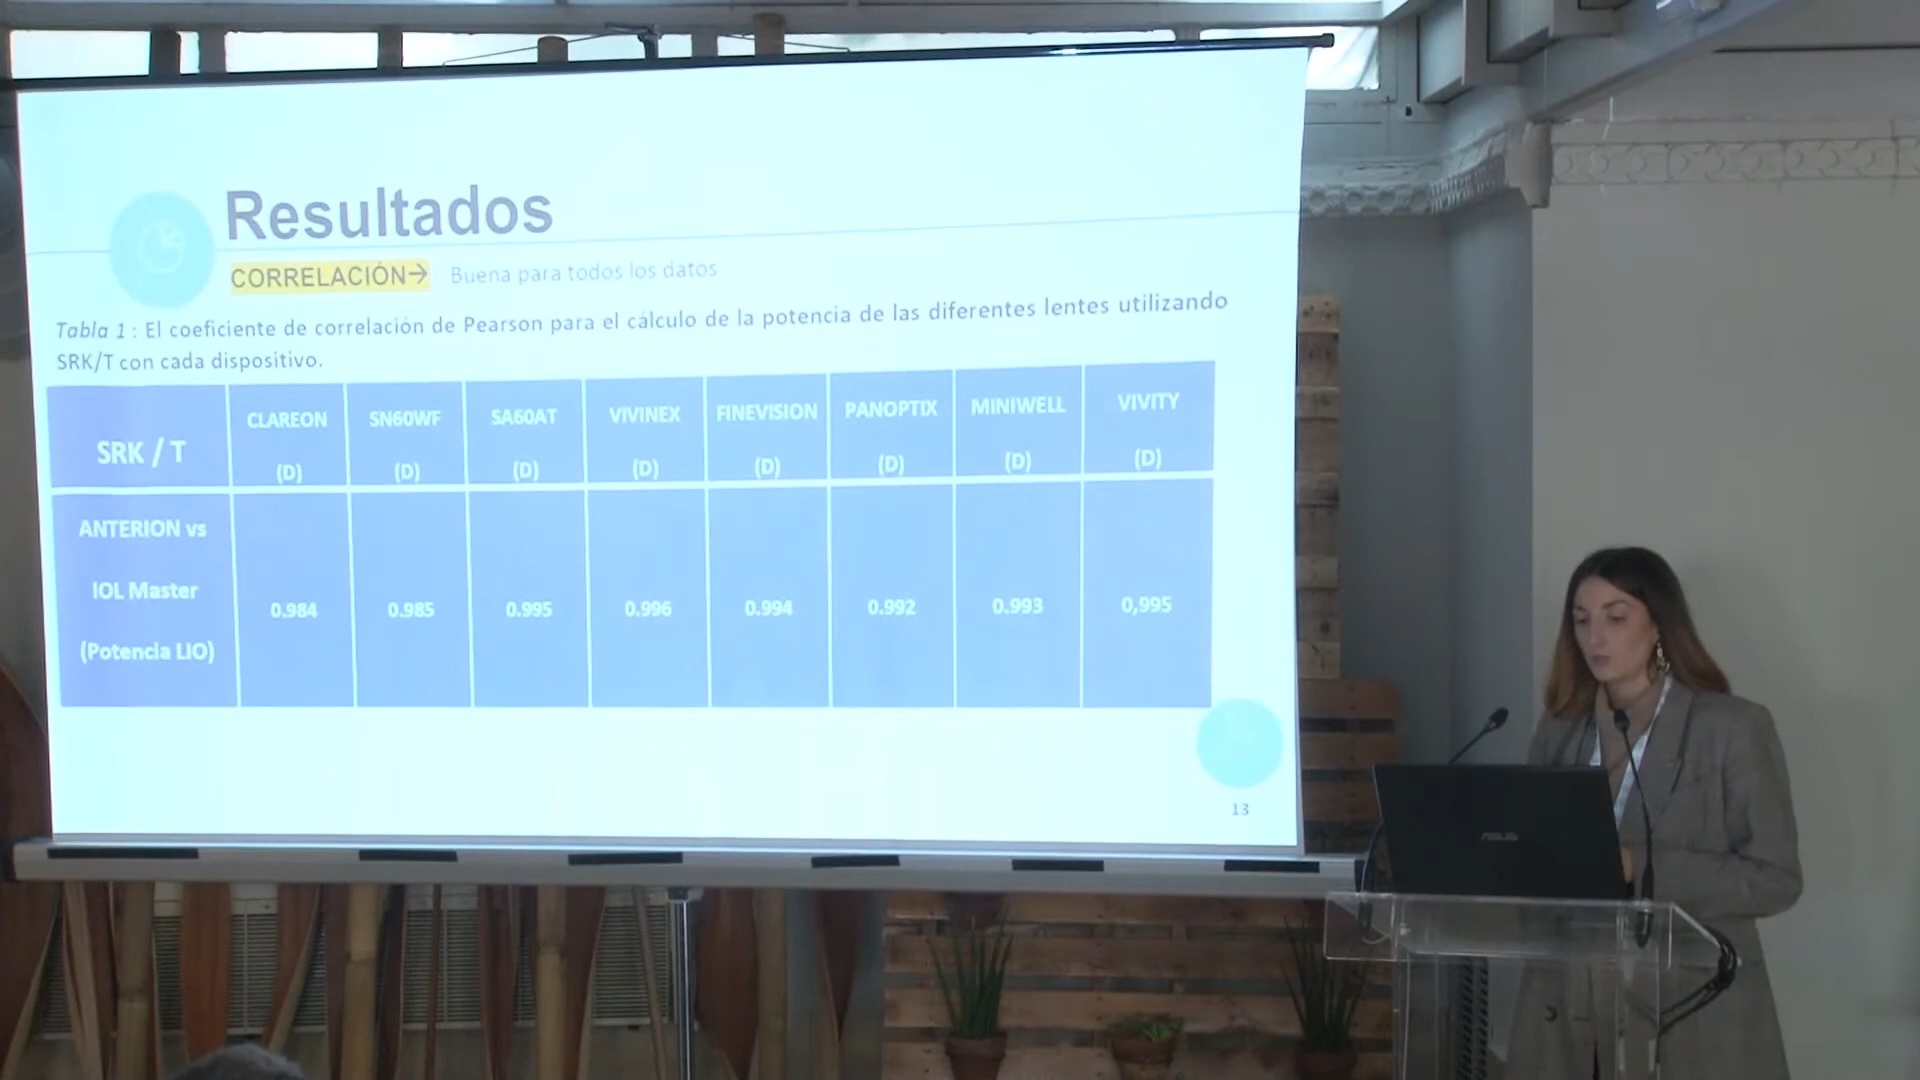 Resultados
CORRELACIÓN→ Buena para todos los datos
Tabla 1 : El coeficiente de correlación de Pearson para el cálculo de la potencia de las diferentes lentes utilizando
SRK/T con cada dispositivo.
SRK / T
CLAREON (D)
SN60WF (D)
SA60AT (D)
VIVINEX (D)
FINEVISION (D)
PANOPTIX (D)
MINIWELL (D)
VIVITY (D)
ANTERION vs
IOL Master
(Potencia LIO)
0.984
0.985
0.995
0.996
0.994
0.992
0.993
0,995
13
ASUS